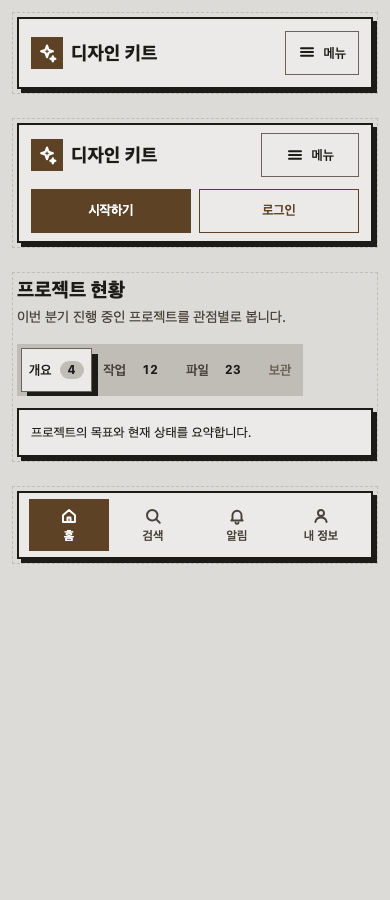 디자인 키트
메뉴
디자인 키트
메뉴
시작하기
로그인
프로젝트 현황
이번 분기 진행 중인 프로젝트를 관점별로 봅니다.
개요 4 작업 12 파일 23 보관
프로젝트의 목표와 현재 상태를 요약합니다.
홈 검색 알림 내 정보